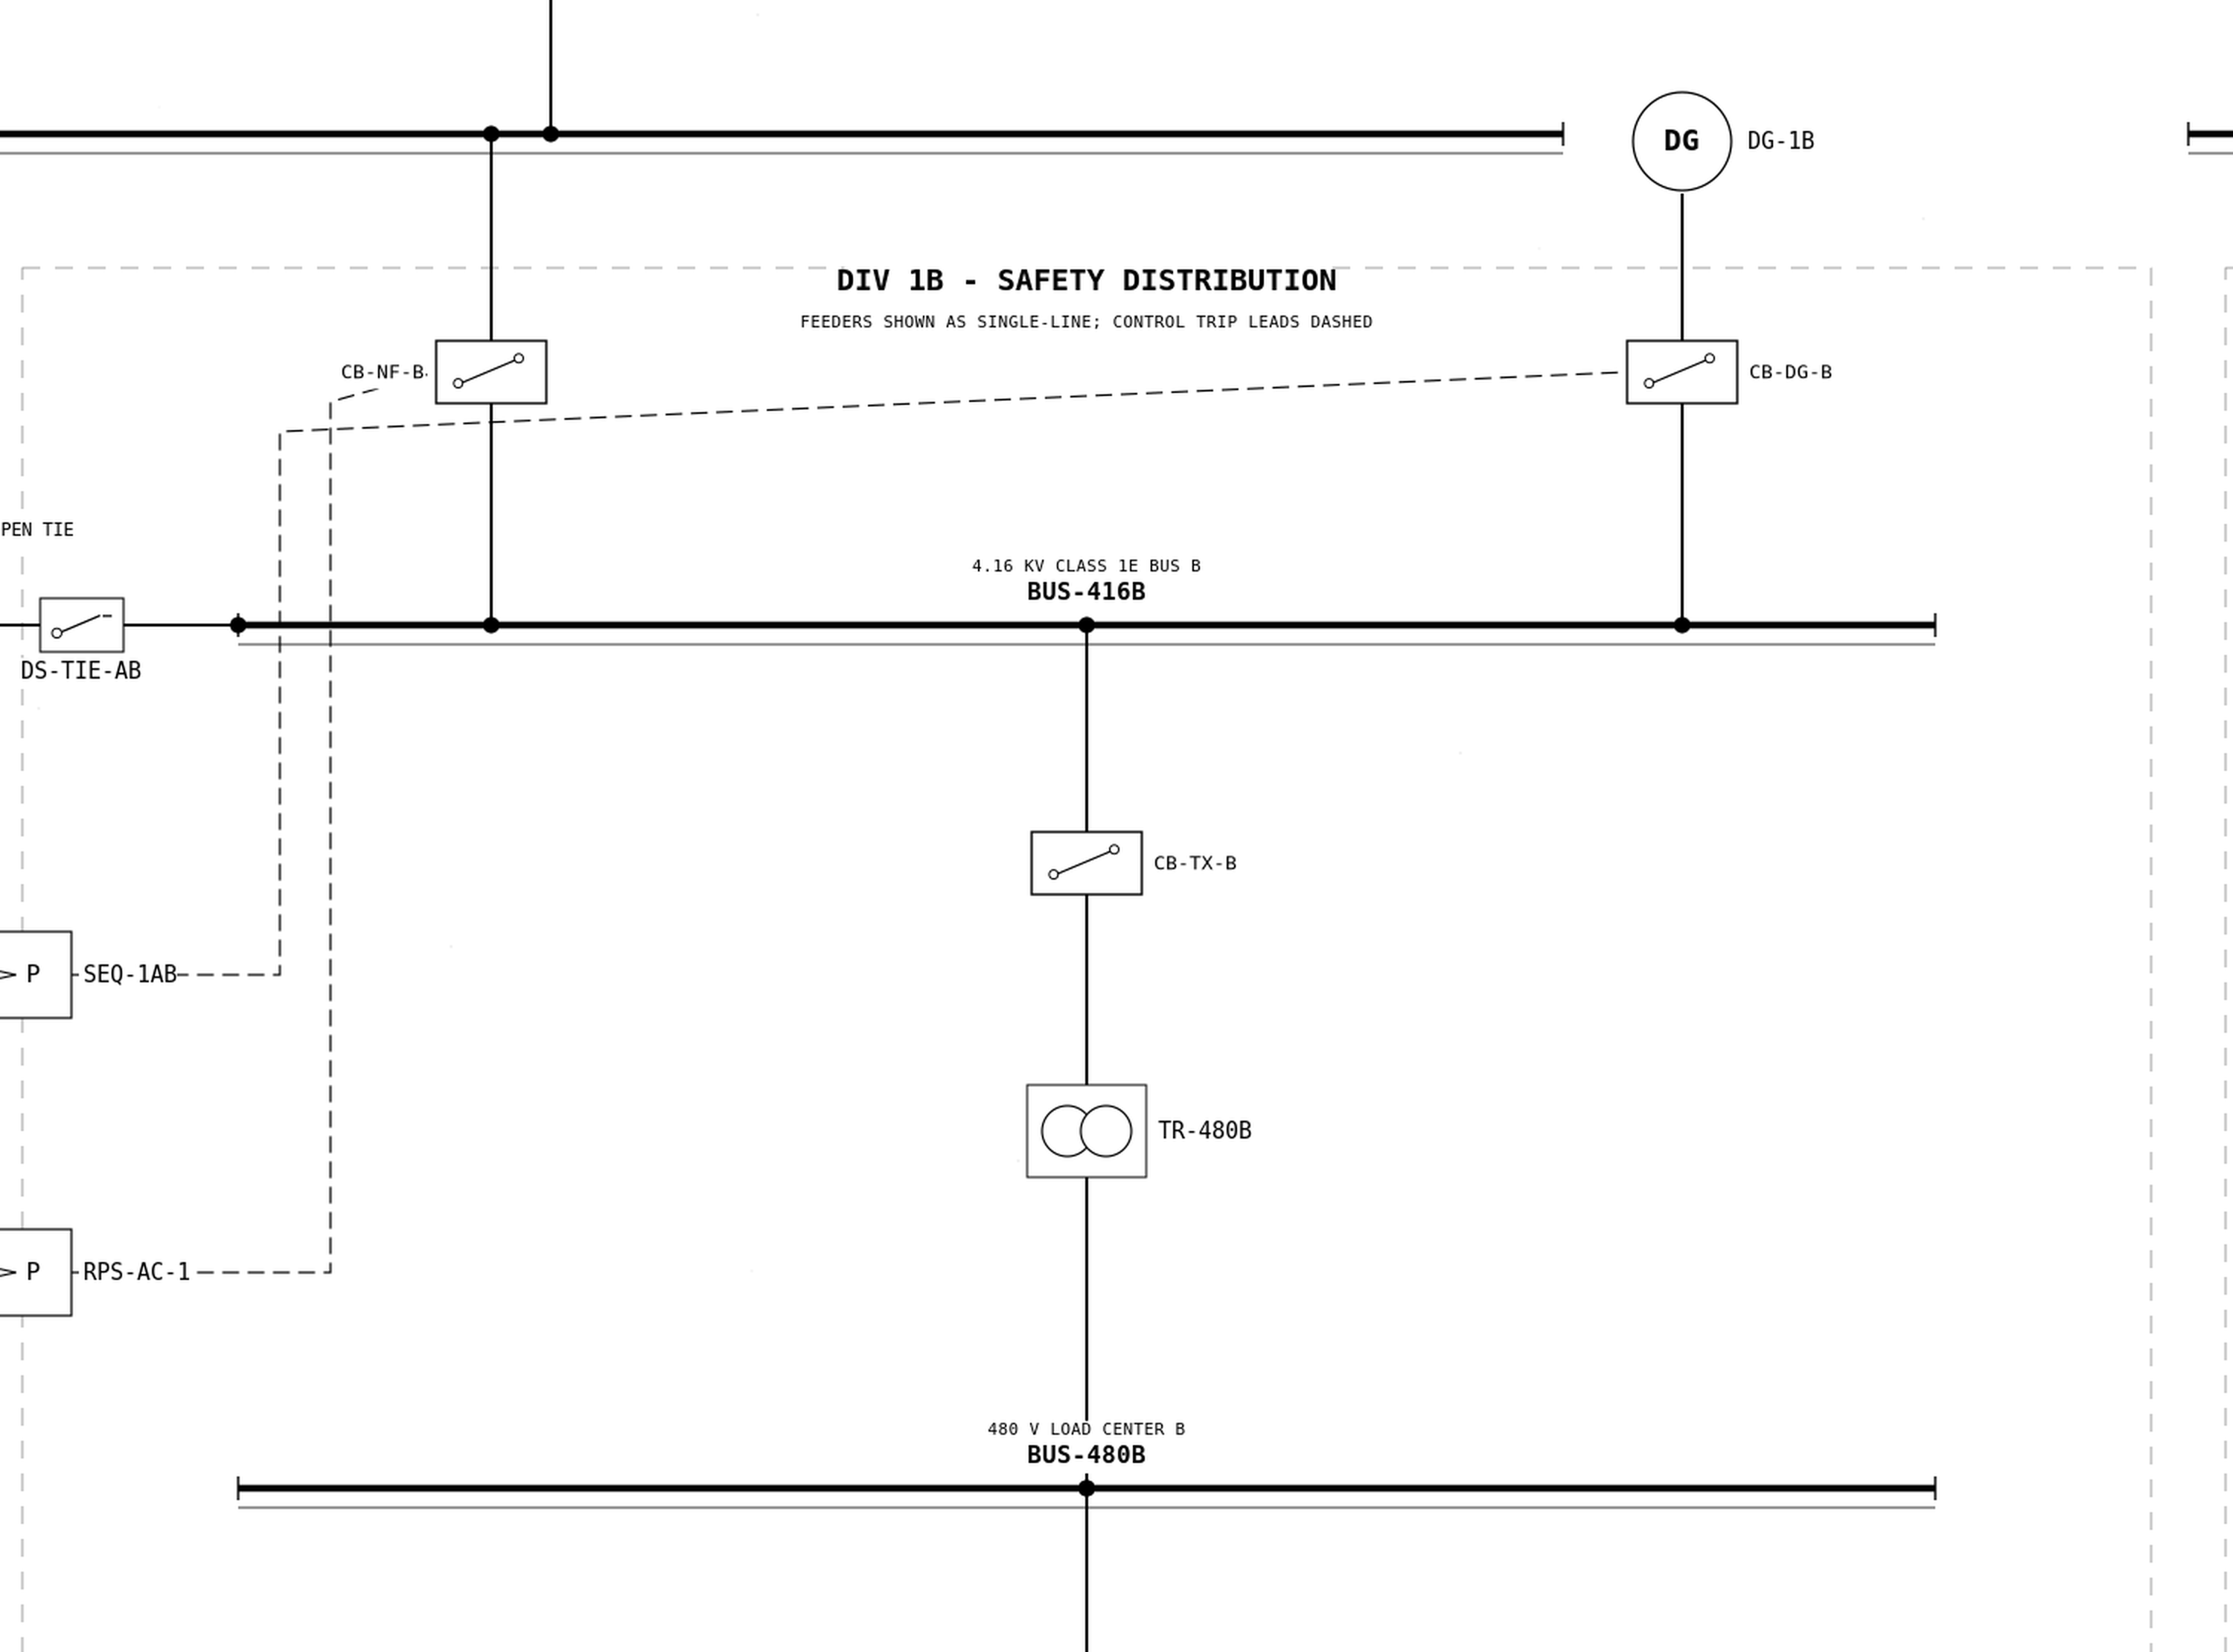 DG
DG-1B
DIV 1B - SAFETY DISTRIBUTION
FEEDERS SHOWN AS SINGLE-LINE; CONTROL TRIP LEADS DASHED
CB-NF-B
CB-DG-B
PEN TIE
4.16 KV CLASS 1E BUS B
BUS-416B
DS-TIE-AB
CB-TX-B
P
SEQ-1AB
TR-480B
P
RPS-AC-1
480 V LOAD CENTER B
BUS-480B